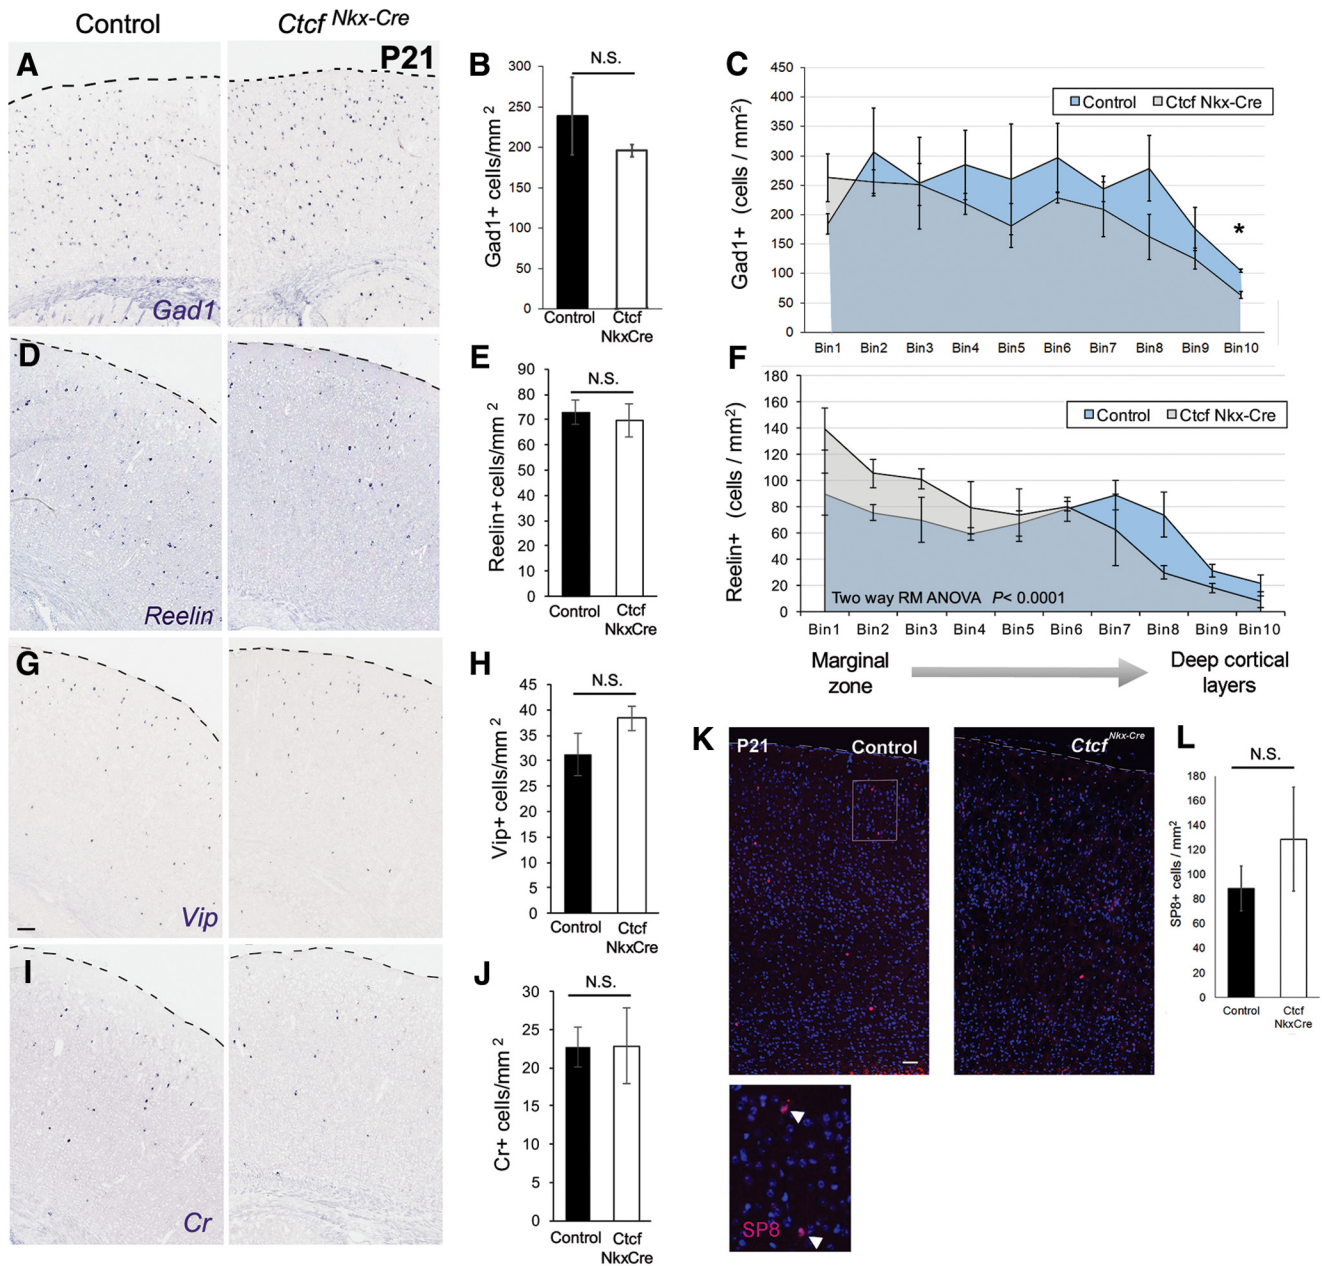 Control
Ctcf Nkx-Cre
A
P21
Gad1
B
N.S.
Gad1+ cells/mm 2
300
250
200
150
100
50
0
Control
Ctcf
NkxCre
C
Gad1+ (cells / mm2)
450
400
350
300
250
200
150
100
50
0
Control
Ctcf Nkx-Cre
*
Bin1 Bin2 Bin3 Bin4 Bin5 Bin6 Bin7 Bin8 Bin9 Bin10
D
Reelin
E
N.S.
Reelin+ cells/mm 2
90
80
70
60
50
40
30
20
10
0
Control
Ctcf
NkxCre
F
Reelin+ (cells / mm2)
180
160
140
120
100
80
60
40
20
0
Control
Ctcf Nkx-Cre
Two way RM ANOVA P< 0.0001
Bin1 Bin2 Bin3 Bin4 Bin5 Bin6 Bin7 Bin8 Bin9 Bin10
Marginal
zone
Deep cortical
layers
G
Vip
H
N.S.
Vip+ cells/mm 2
45
40
35
30
25
20
15
10
5
0
Control
Ctcf
NkxCre
I
Cr
J
N.S.
Cr+ cells/mm 2
30
25
20
15
10
5
0
Control
Ctcf
NkxCre
K
P21
Control
Ctcf Nkx-Cre
SP8
L
N.S.
SP8+ cells / mm2
180
160
140
120
100
80
60
40
20
0
Control
Ctcf
NkxCre